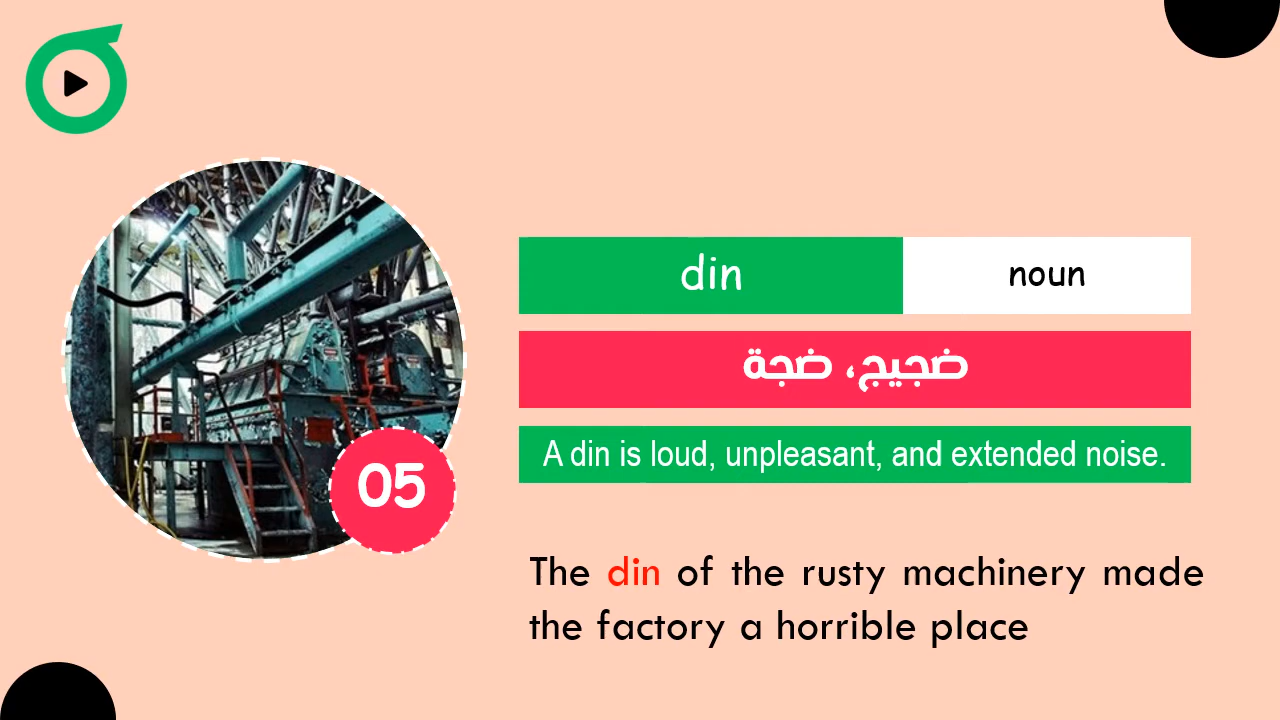 din
noun
ضجيج، ضجة
A din is loud, unpleasant, and extended noise.
05
The din of the rusty machinery made
the factory a horrible place